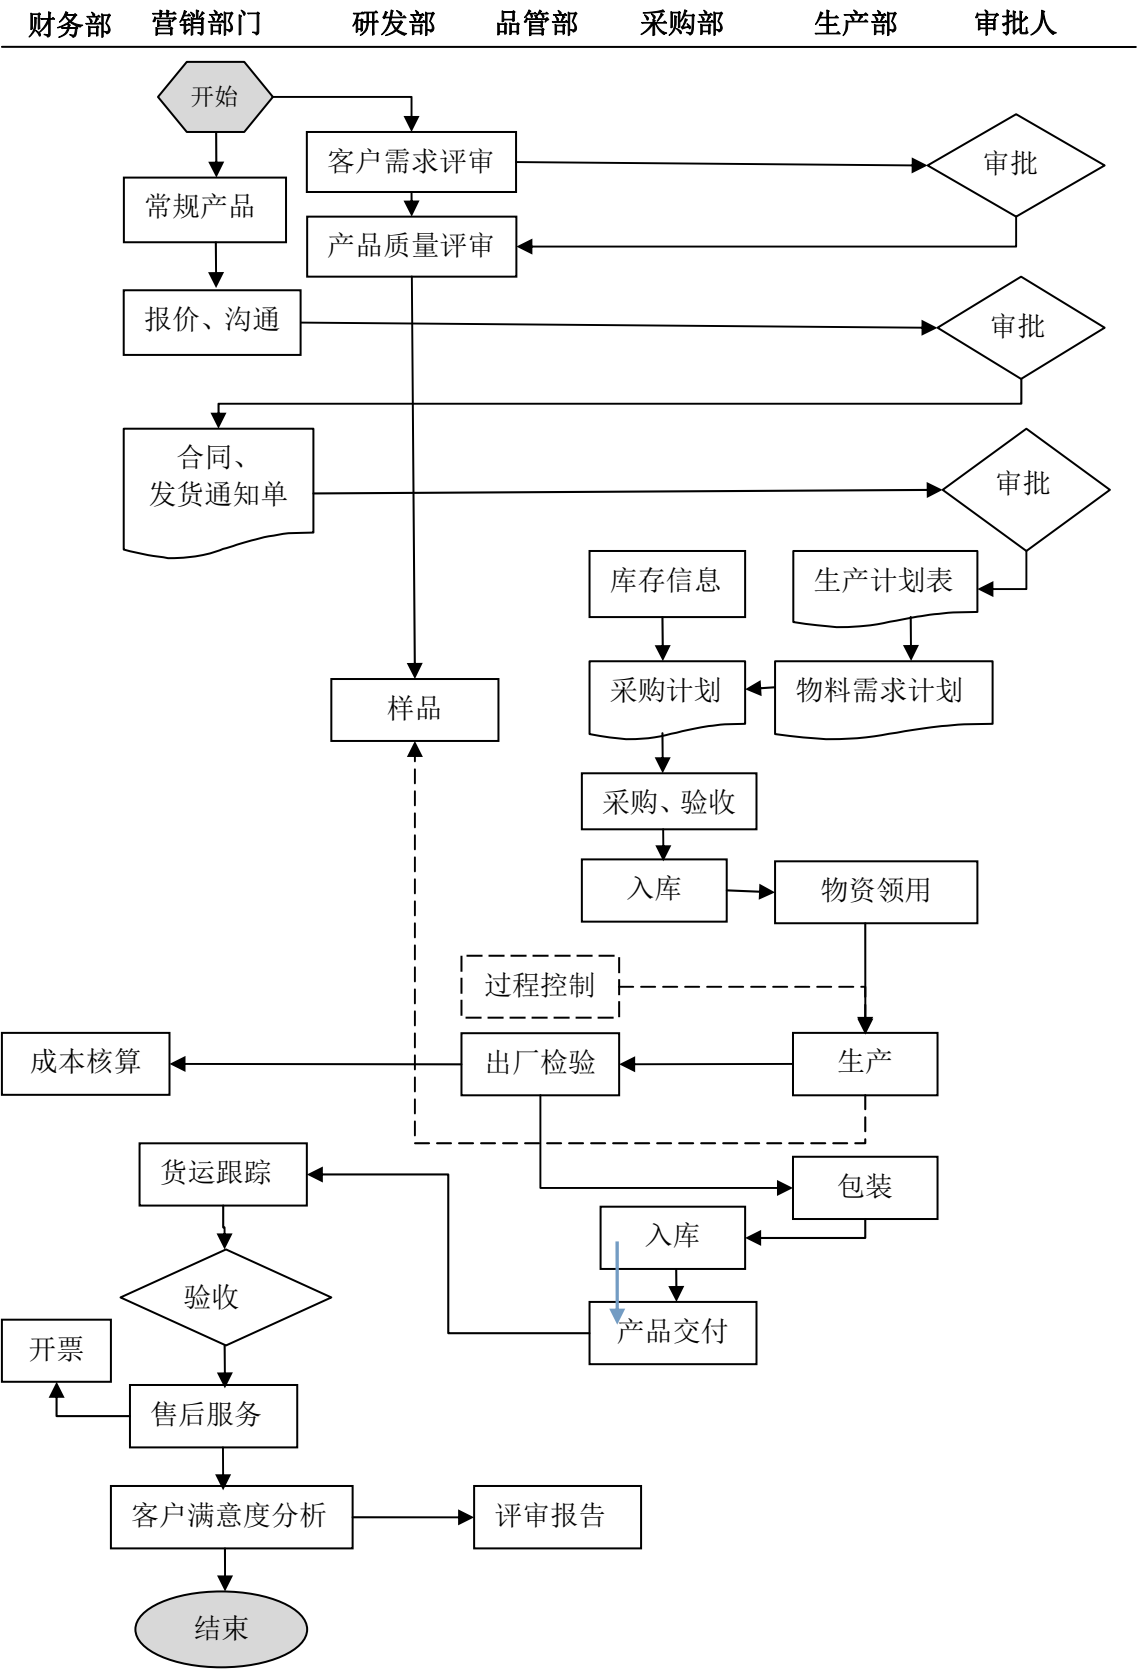 财务部 营销部门 研发部 品管部 采购部 生产部 审批人
开始
客户需求评审
审批
常规产品
产品质量评审
报价、沟通
审批
合同、
发货通知单
审批
库存信息
生产计划表
采购计划
物料需求计划
样品
采购、验收
入库
物资领用
过程控制
成本核算
出厂检验
生产
货运跟踪
包装
入库
验收
产品交付
开票
售后服务
客户满意度分析
评审报告
结束